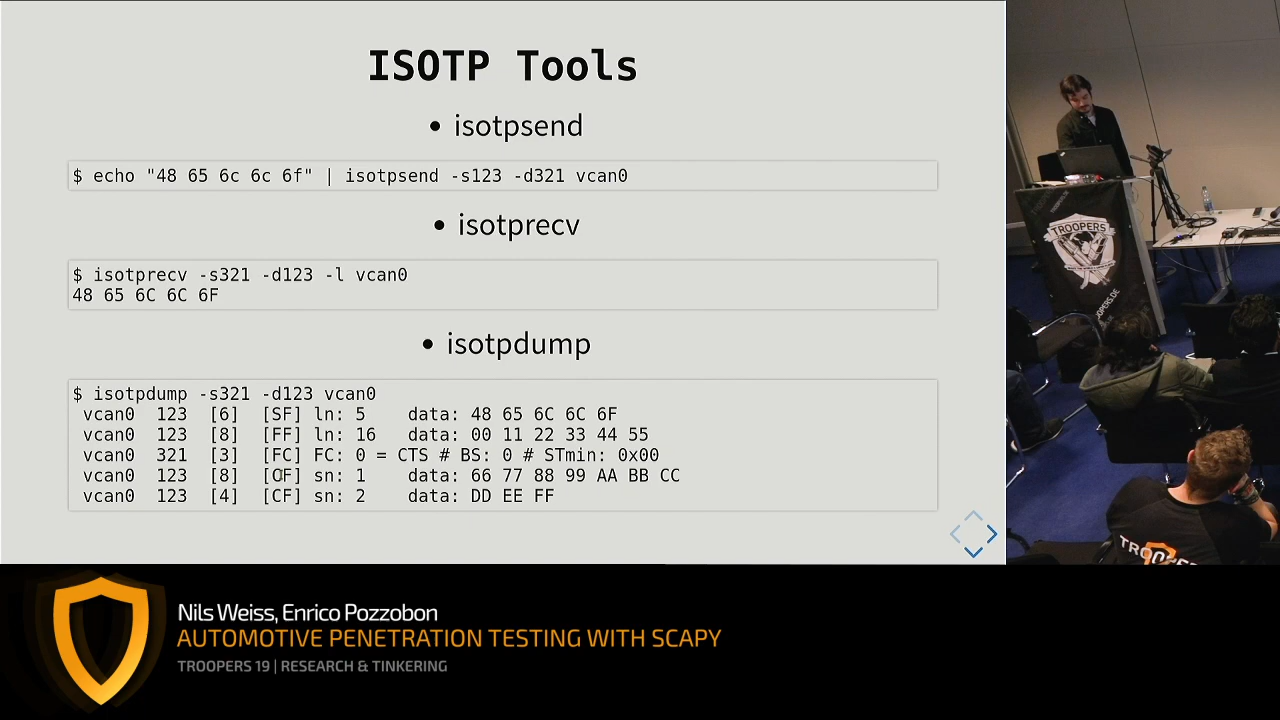 ISOTP Tools
• isotpsend
$ echo "48 65 6c 6c 6f" | isotpsend -s123 -d321 vcan0
• isotprecv
$ isotprecv -s321 -d123 -l vcan0
48 65 6C 6C 6F
• isotpdump
$ isotpdump -s321 -d123 vcan0
vcan0 123 [6] [SF] ln: 5 data: 48 65 6C 6C 6F
vcan0 123 [8] [FF] ln: 16 data: 00 11 22 33 44 55
vcan0 321 [3] [FC] FC: 0 = CTS # BS: 0 # STmin: 0x00
vcan0 123 [8] [CF] sn: 1 data: 66 77 88 99 AA BB CC
vcan0 123 [4] [CF] sn: 2 data: DD EE FF
TROOPERS
Nils Weiss, Enrico Pozzobon
AUTOMOTIVE PENETRATION TESTING WITH SCAPY
TROOPERS 19 | RESEARCH & TINKERING